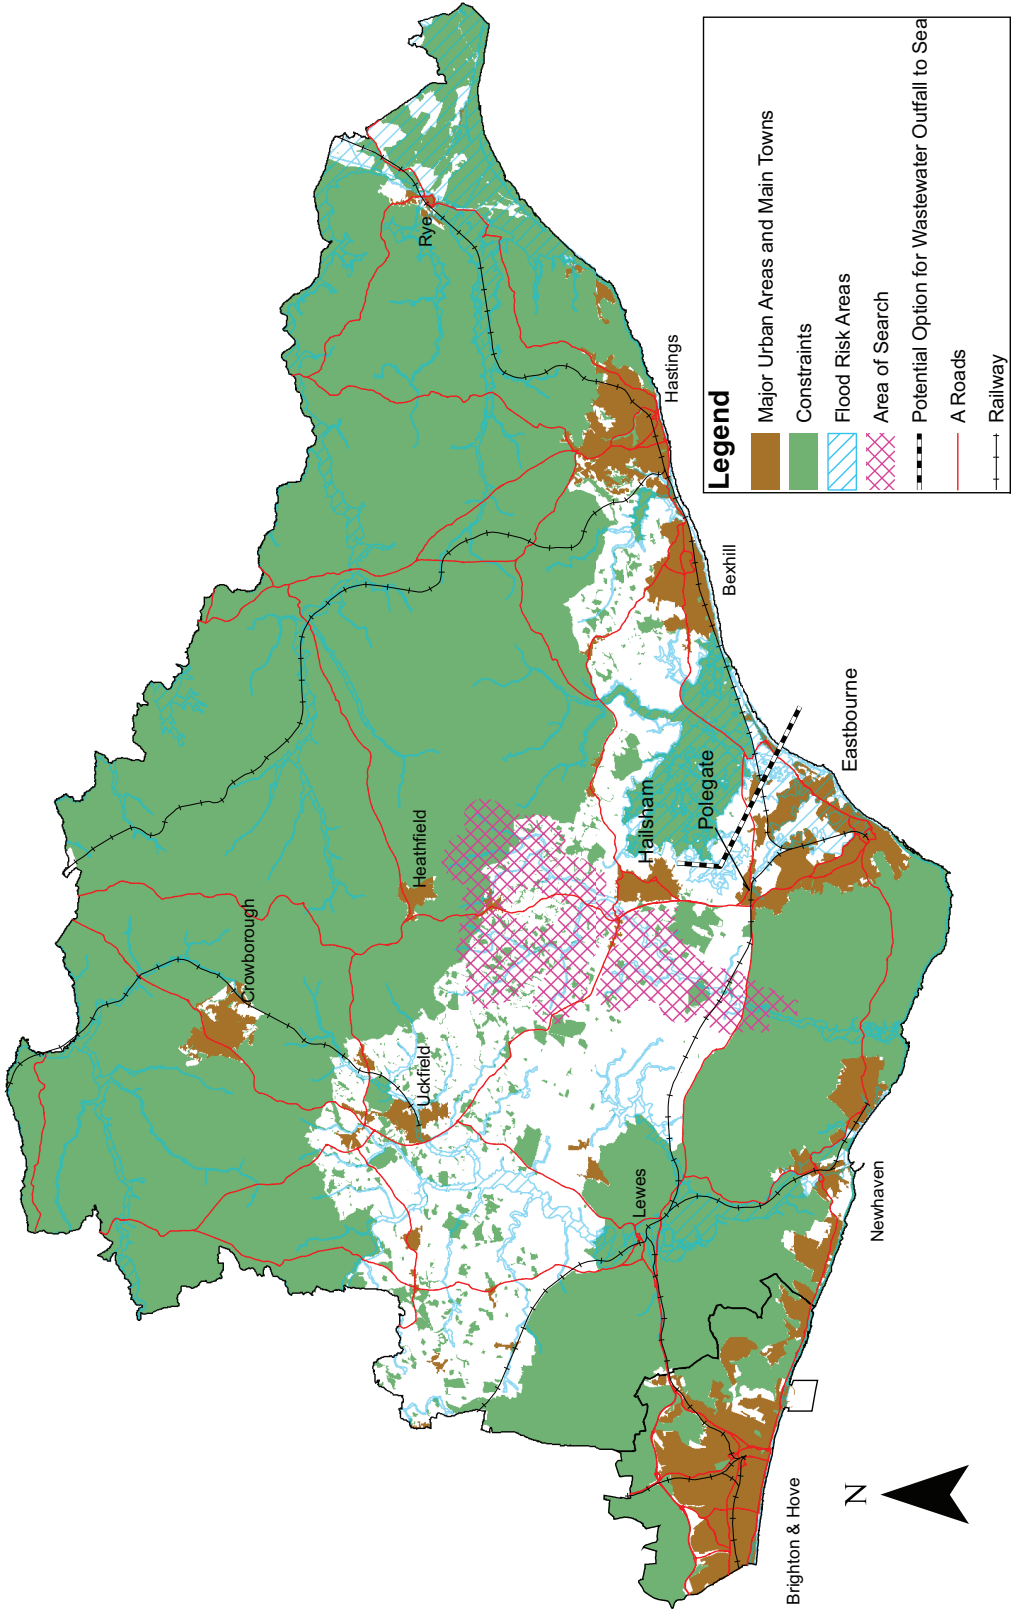 Crowborough
Heathfield
Uckfield
Rye
Hailsham
Polegate
Lewes
Hastings
Bexhill
Eastbourne
Newhaven
Brighton & Hove
N
Legend
Major Urban Areas and Main Towns
Constraints
Flood Risk Areas
Area of Search
Potential Option for Wastewater Outfall to Sea
A Roads
Railway